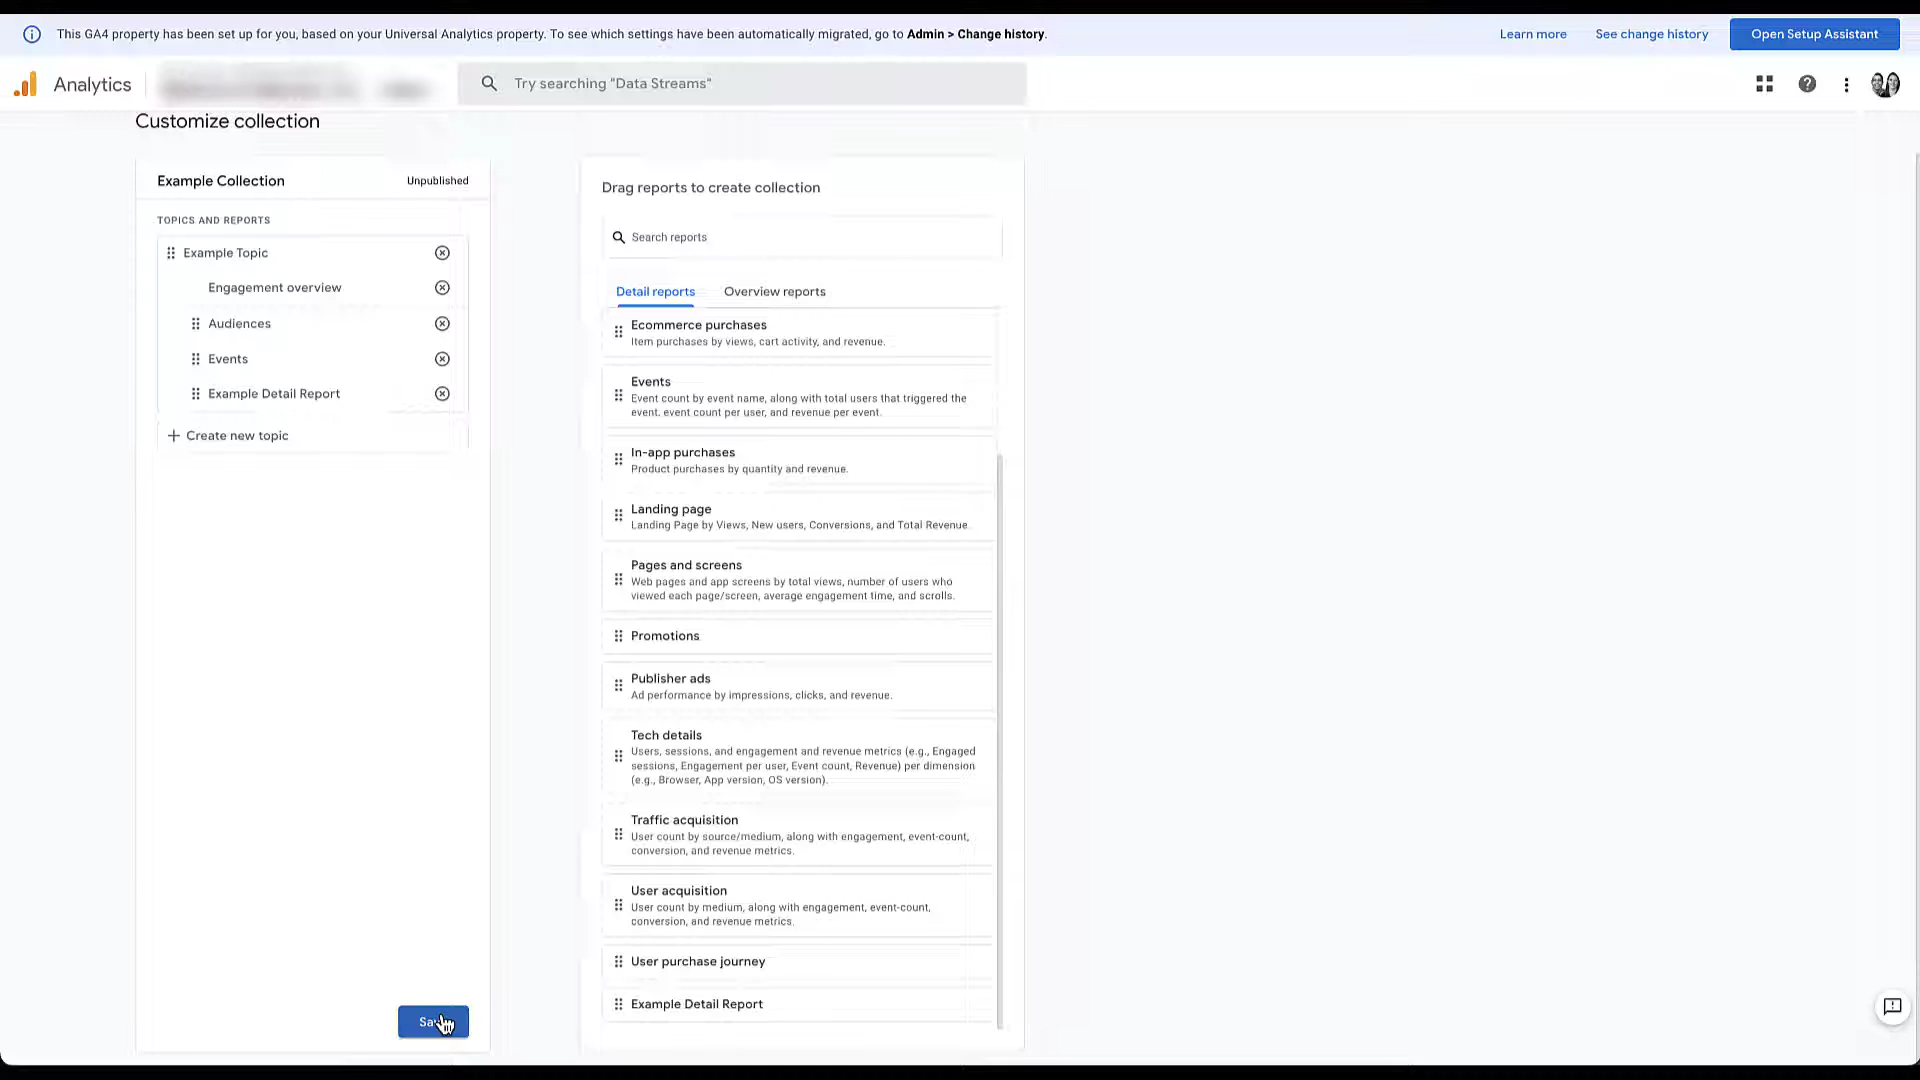 This GA4 property has been set up for you, based on your Universal Analytics property. To see which settings have been automatically migrated, go to Admin > Change history.
Learn more
See change history
Open Setup Assistant
Analytics
Try searching "Data Streams"
Customize collection
Example Collection
Unpublished
TOPICS AND REPORTS
Example Topic
Engagement overview
Audiences
Events
Example Detail Report
Create new topic
Drag reports to create collection
Search reports
Detail reports
Overview reports
Ecommerce purchases
Item purchases by views, cart activity, and revenue.
Events
Event count by event name, along with total users that triggered the
event. event count per user, and revenue per event.
In-app purchases
Product purchases by quantity and revenue.
Landing page
Landing Page by Views, New users, Conversions, and Total Revenue.
Pages and screens
Web pages and app screens by total views, number of users who
viewed each page/screen, average engagement time, and scrolls.
Promotions
Publisher ads
Ad performance by impressions, clicks, and revenue.
Tech details
Users, sessions, and engagement and revenue metrics (e.g., Engaged
sessions, Engagement per user, Event count, Revenue) per dimension
(e.g., Browser, App version, OS version).
Traffic acquisition
User count by source/medium, along with engagement, event-count,
conversion, and revenue metrics.
User acquisition
User count by medium, along with engagement, event-count,
conversion, and revenue metrics.
User purchase journey
Example Detail Report